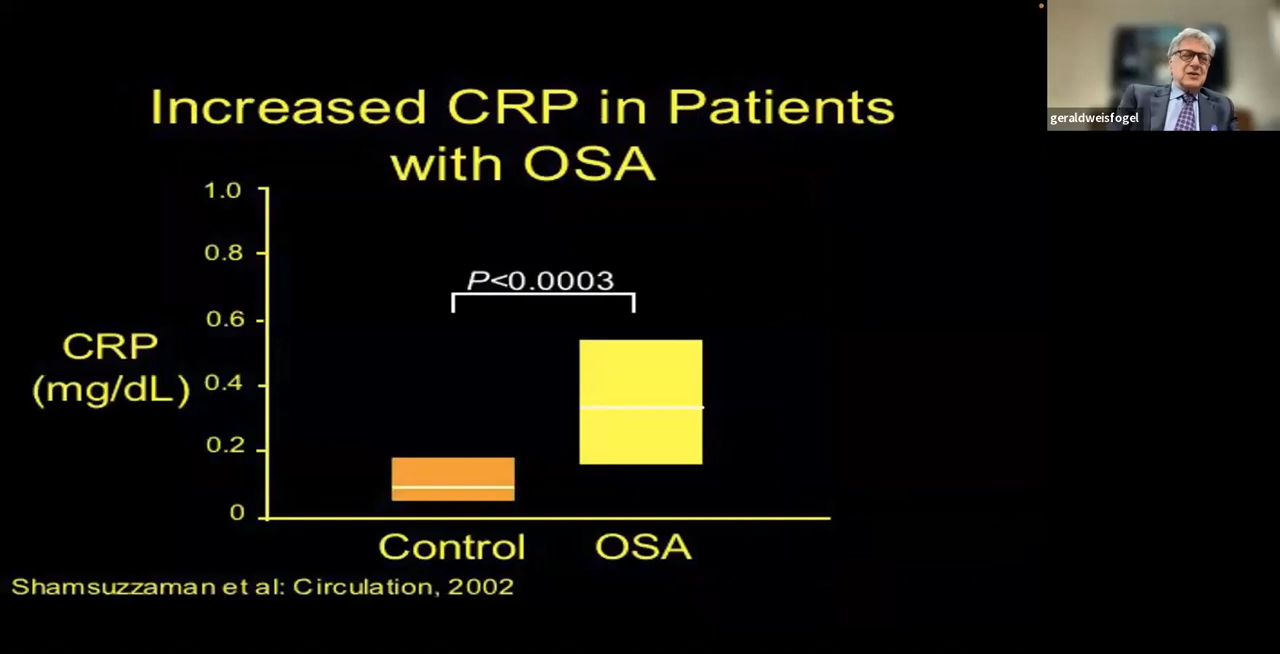 Increased CRP in Patients
with OSA
geraldweisfogel
1.0
0.8
P<0.0003
0.6
CRP
(mg/dL)
0.4
0.2
0
Control OSA
Shamsuzzaman et al: Circulation, 2002